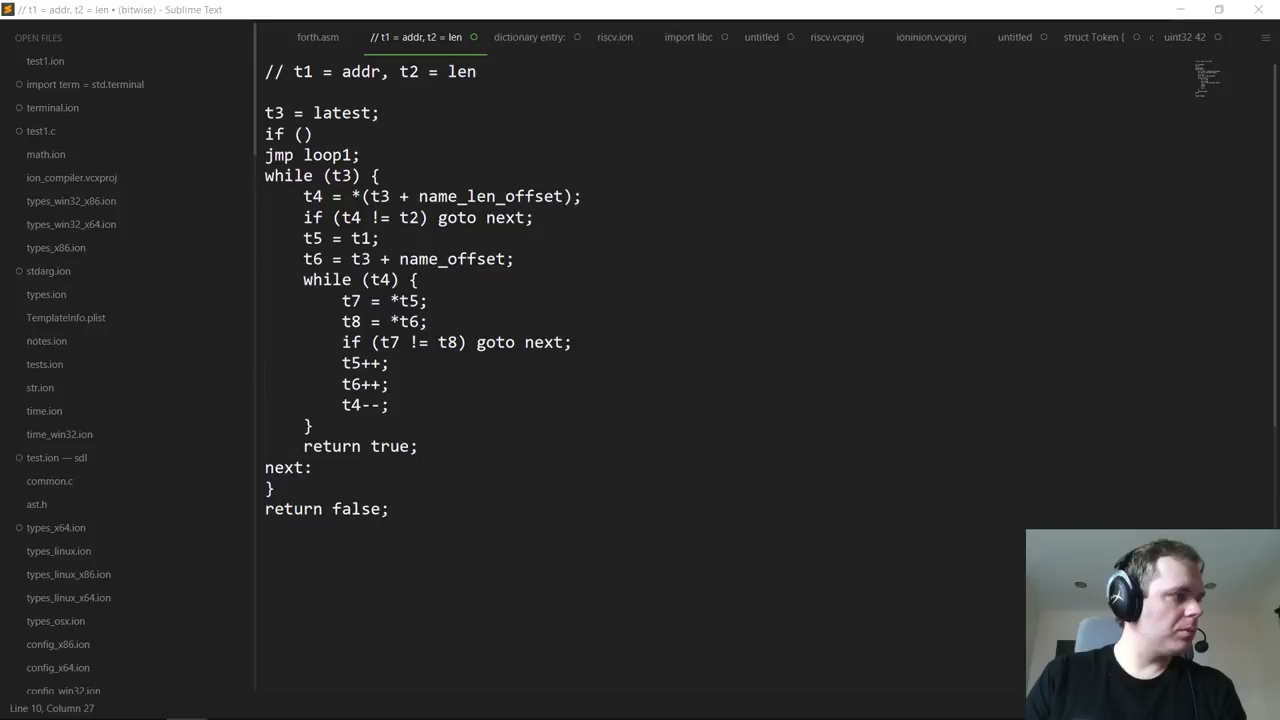 // t1 = addr, t2 = len • (bitwise) - Sublime Text
OPEN FILES
test1.ion
import term = std.terminal
terminal.ion
test1.c
math.ion
ion_compiler.vcxproj
types_win32_x86.ion
types_win32_x64.ion
types_x86.ion
stdarg.ion
types.ion
TemplateInfo.plist
notes.ion
tests.ion
str.ion
time.ion
time_win32.ion
test.ion — sdl
common.c
ast.h
types_x64.ion
types_linux.ion
types_linux_x86.ion
types_linux_x64.ion
types_osx.ion
config_x86.ion
config_x64.ion
config_win32.ion
forth.asm // t1 = addr, t2 = len dictionary entry: riscv.ion import libc untitled riscv.vcxproj ioninion.vcxproj untitled struct Token { uint32 42
// t1 = addr, t2 = len
t3 = latest;
if ()
jmp loop1;
while (t3) {
t4 = *(t3 + name_len_offset);
if (t4 != t2) goto next;
t5 = t1;
t6 = t3 + name_offset;
while (t4) {
t7 = *t5;
t8 = *t6;
if (t7 != t8) goto next;
t5++;
t6++;
t4--;
}
return true;
next:
}
return false;
Line 10, Column 27